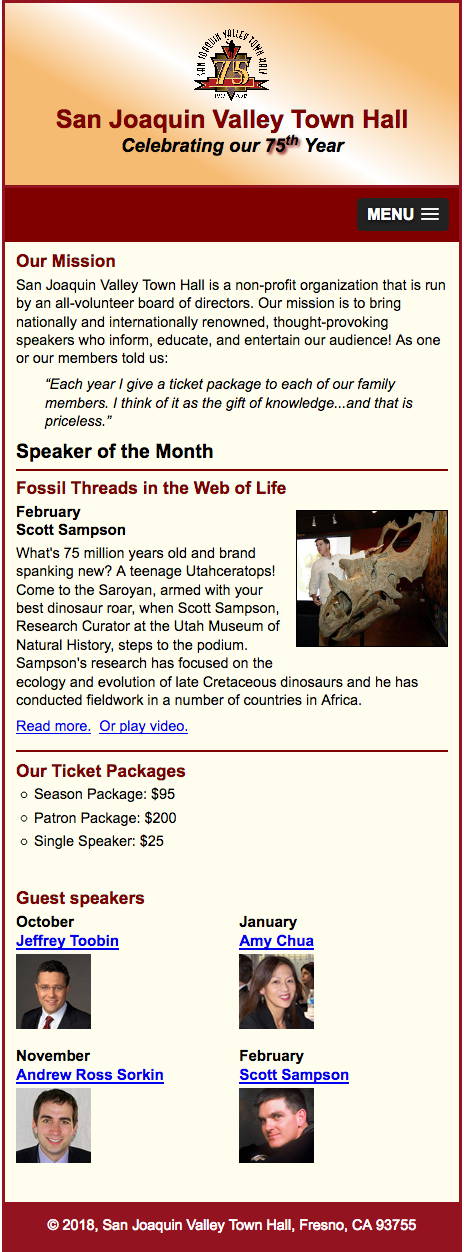 SAN JOAQUIN VALLEY TOWN HALL
75
San Joaquin Valley Town Hall
Celebrating our 75th Year
MENU
Our Mission
San Joaquin Valley Town Hall is a non-profit organization that is run
by an all-volunteer board of directors. Our mission is to bring
nationally and internationally renowned, thought-provoking
speakers who inform, educate, and entertain our audience! As one
or our members told us:
“Each year I give a ticket package to each of our family
members. I think of it as the gift of knowledge...and that is
priceless.”
Speaker of the Month
Fossil Threads in the Web of Life
February
Scott Sampson
What's 75 million years old and brand
spanking new? A teenage Utahceratops!
Come to the Saroyan, armed with your
best dinosaur roar, when Scott Sampson,
Research Curator at the Utah Museum of
Natural History, steps to the podium.
Sampson's research has focused on the
ecology and evolution of late Cretaceous dinosaurs and he has
conducted fieldwork in a number of countries in Africa.
Read more. Or play video.
Our Ticket Packages
Season Package: $95
Patron Package: $200
Single Speaker: $25
Guest speakers
October
Jeffrey Toobin
January
Amy Chua
November
Andrew Ross Sorkin
February
Scott Sampson
© 2018, San Joaquin Valley Town Hall, Fresno, CA 93755